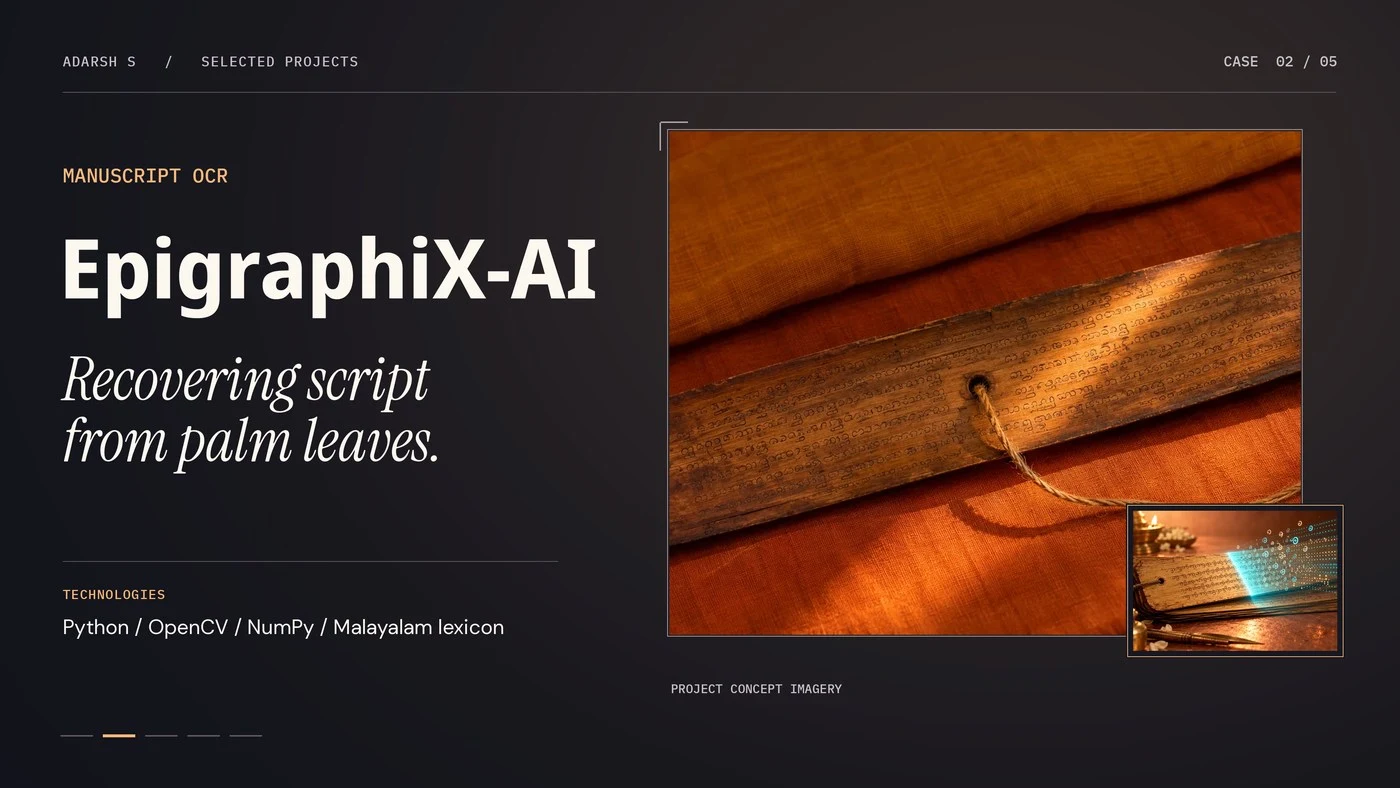 ADARSH S / SELECTED PROJECTS
CASE 02 / 05
MANUSCRIPT OCR
EpigraphiX-AI
Recovering script
from palm leaves.
TECHNOLOGIES
Python / OpenCV / NumPy / Malayalam lexicon
PROJECT CONCEPT IMAGERY